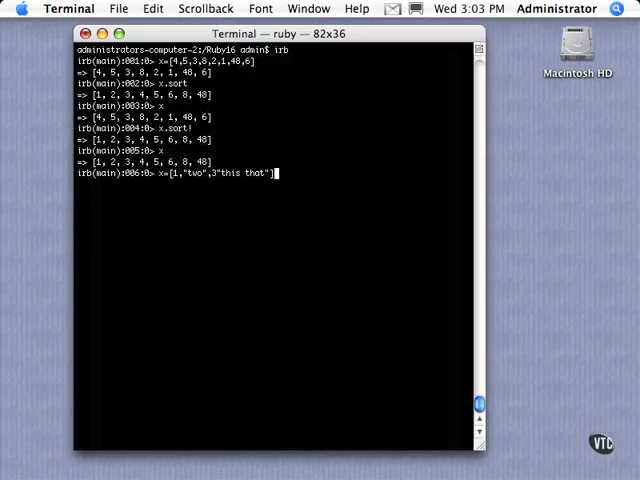 Terminal File Edit Scrollback Font Window Help Wed 3:03 PM Administrator
Terminal — ruby — 82x36
administrators-computer-2:/Ruby16 admin$ irb
irb(main):001:0> x=[4,5,3,8,2,1,48,6]
=> [4, 5, 3, 8, 2, 1, 48, 6]
irb(main):002:0> x.sort
=> [1, 2, 3, 4, 5, 6, 8, 48]
irb(main):003:0> x
=> [4, 5, 3, 8, 2, 1, 48, 6]
irb(main):004:0> x.sort!
=> [1, 2, 3, 4, 5, 6, 8, 48]
irb(main):005:0> x
=> [1, 2, 3, 4, 5, 6, 8, 48]
irb(main):006:0> x=[1,"two",3"this that"]
Macintosh HD
VTC